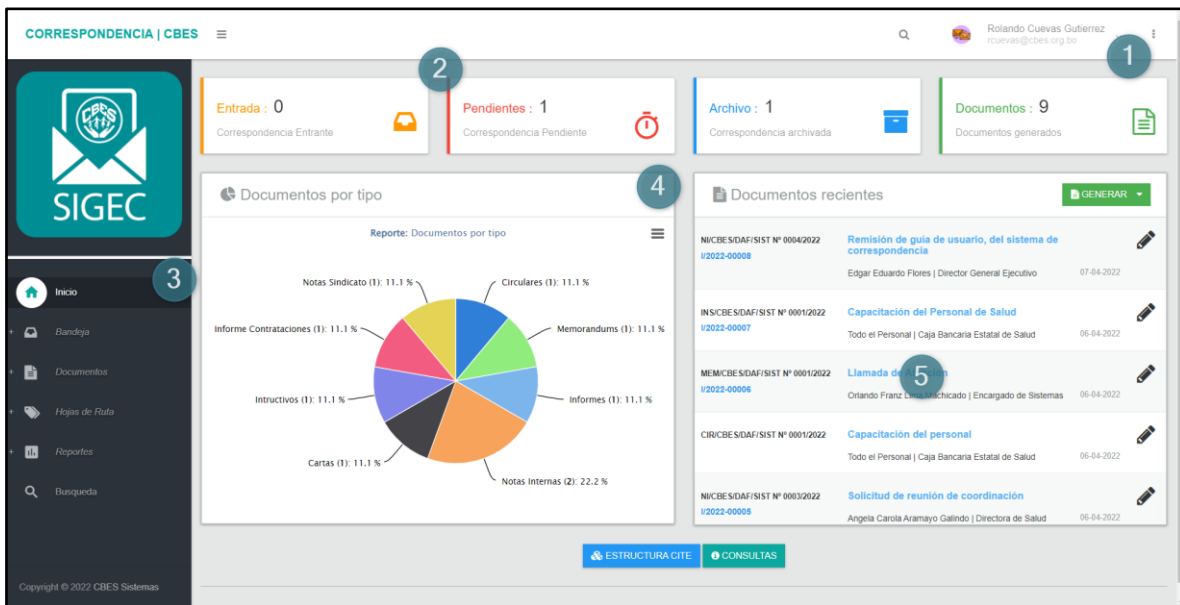 CORRESPONDENCIA | CBES
Rolando Cuevas Gutierrez
rcuevas@cbes.org.bo
1
2
CBES
SIGEC
Entrada : 0
Correspondencia Entrante
Pendientes : 1
Correspondencia Pendiente
Archivo : 1
Correspondencia archivada
Documentos : 9
Documentos generados
3
Inicio
Bandeja
Documentos
Hojas de Ruta
Reportes
Busqueda
Copyright © 2022 CBES Sistemas
4
Documentos por tipo
Reporte: Documentos por tipo
Notas Sindicato (1): 11.1 %
Circulares (1): 11.1 %
Informe Contrataciones (1): 11.1 %
Memorandums (1): 11.1 %
Intructivos (1): 11.1 %
Informes (1): 11.1 %
Cartas (1): 11.1 %
Notas Internas (2): 22.2 %
Documentos recientes
GENERAR
NI/CBES/DAF/SIST Nº 0004/2022
I/2022-00008
Remisión de guia de usuario, del sistema de
correspondencia
Edgar Eduardo Flores | Director General Ejecutivo
07-04-2022
INS/CBES/DAF/SIST Nº 0001/2022
I/2022-00007
Capacitación del Personal de Salud
Todo el Personal | Caja Bancaria Estatal de Salud
06-04-2022
MEM/CBES/DAF/SIST Nº 0001/2022
I/2022-00006
Llamada de
5
Orlando Franz Machicado | Encargado de Sistemas
06-04-2022
CIR/CBES/DAF/SIST Nº 0001/2022
Capacitación del personal
Todo el Personal | Caja Bancaria Estatal de Salud
06-04-2022
NI/CBES/DAF/SIST Nº 0003/2022
I/2022-00005
Solicitud de reunión de coordinación
Angela Carola Aramayo Galindo | Directora de Salud
06-04-2022
ESTRUCTURA CITE
CONSULTAS